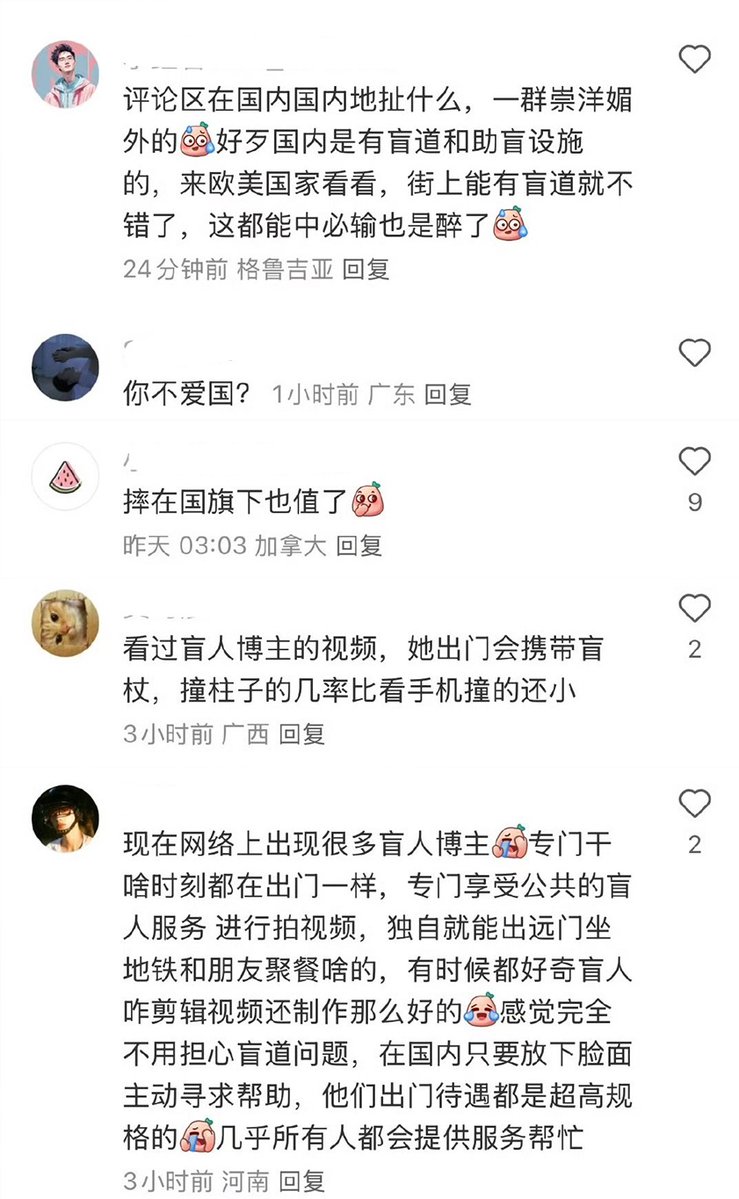 评论区在国内国内地扯什么，一群崇洋媚
外的好歹国内是有盲道和助盲设施
的，来欧美国家看看，街上能有盲道就不
错了，这都能中必输也是醉了
24分钟前 格鲁吉亚 回复
你不爱国？ 1小时前 广东 回复
摔在国旗下也值了
9
昨天 03:03 加拿大 回复
看过盲人博主的视频，她出门会携带盲
2
杖，撞柱子的几率比看手机撞的还小
3小时前 广西 回复
现在网络上出现很多盲人博主专门干
2
啥时刻都在出门一样，专门享受公共的盲
人服务 进行拍视频，独自就能出远门坐
地铁和朋友聚餐啥的，有时候都好奇盲人
咋剪辑视频还制作那么好的感觉完全
不用担心盲道问题，在国内只要放下脸面
主动寻求帮助，他们出门待遇都是超高规
格的几乎所有人都会提供服务帮忙
3小时前 河南 回复